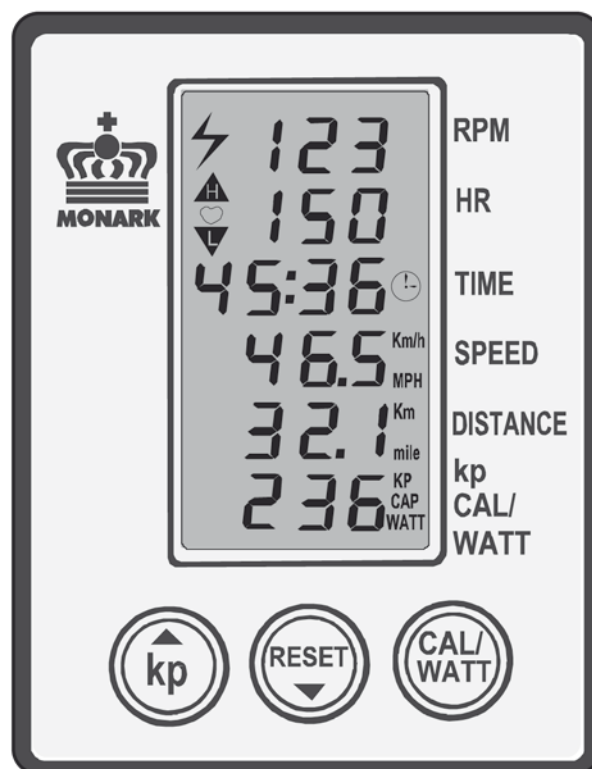 MONARK
123 RPM
H
150 HR
L
45:36 TIME
46.5 Km/h MPH SPEED
32.1 Km mile DISTANCE
236 KP CAP WATT
kp
CAL/
WATT
kp
RESET
CAL/
WATT